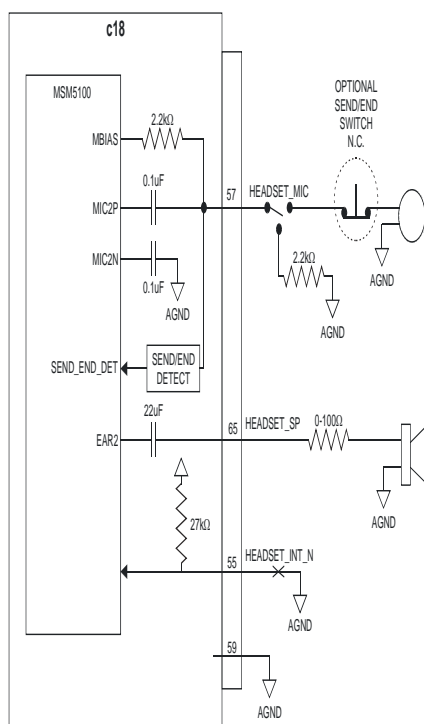 c18
MSM5100
OPTIONAL
SEND/END
SWITCH
N.C.
2.2kΩ
MBIAS
0.1uF
57
HEADSET_MIC
MIC2P
MIC2N
0.1uF
AGND
2.2kΩ
AGND
AGND
SEND_END_DET
SEND/END
DETECT
22uF
65
HEADSET_SP
0-100Ω
EAR2
AGND
27kΩ
55
HEADSET_INT_N
AGND
59
AGND